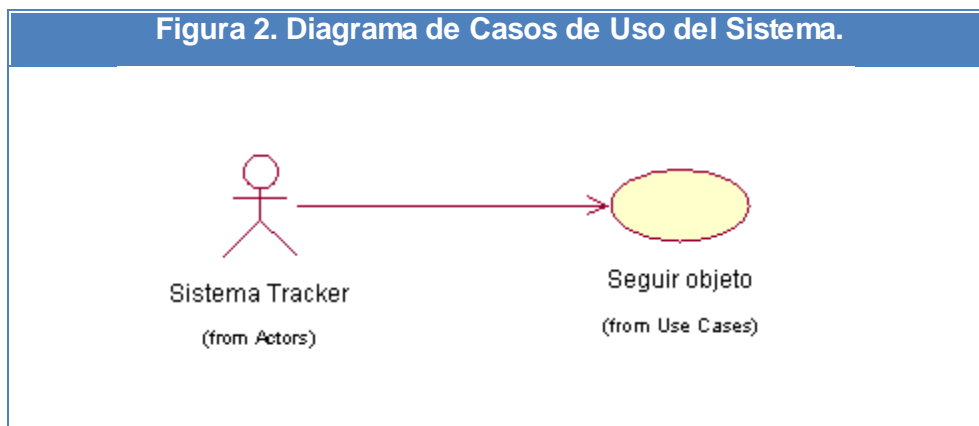 Figura 2. Diagrama de Casos de Uso del Sistema.
Sistema Tracker
(from Actors)
Seguir objeto
(from Use Cases)